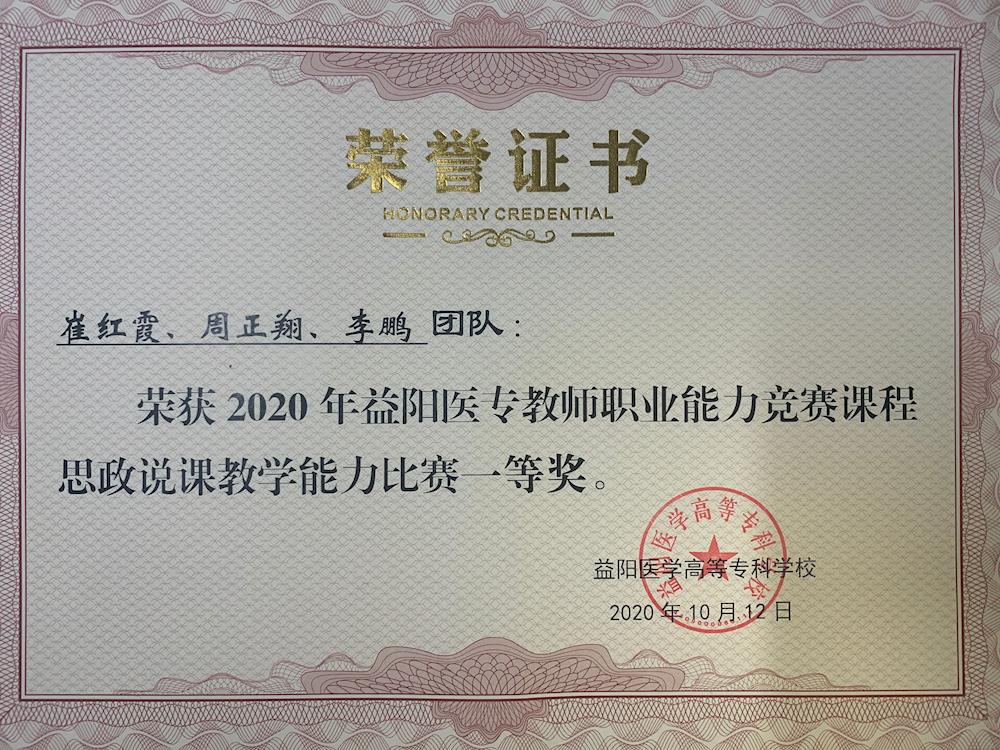 荣誉证书
HONORARY CREDENTIAL
崔红霞、周正翔、李鹏 团队：
荣获 2020 年益阳医专教师职业能力竞赛课程
思政说课教学能力比赛一等奖。
益阳医学高等专科学校
益阳医学高等专科学校
2020 年 10 月 12 日